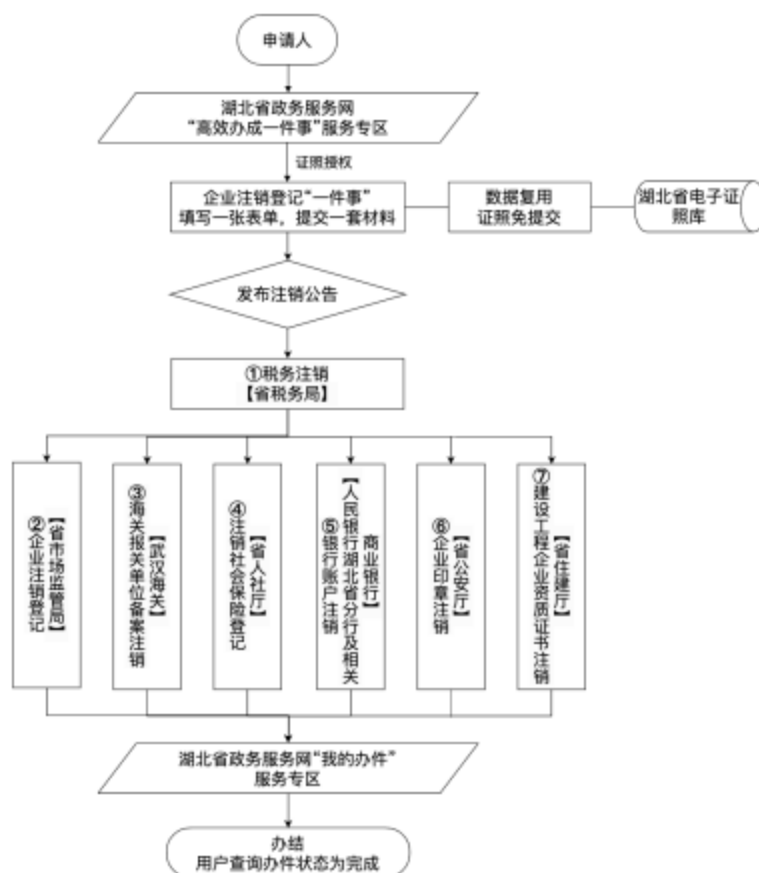 申请人
湖北省政务服务网
“高效办成一件事”服务专区
证照授权
企业注销登记“一件事”
填写一张表单，提交一套材料
数据复用
证照免提交
湖北省电子证
照库
发布注销公告
①税务注销
【省税务局】
②企业注销登记
【省市场监管局】
③海关报关单位备案注销
【武汉海关】
④注销社会保险登记
【省人社厅】
⑤银行账户注销
【人民银行湖北省分行及相关
商业银行】
⑥企业印章注销
【省公安厅】
⑦建设工程企业资质证书注销
【省住建厅】
湖北省政务服务网“我的办件”
服务专区
办结
用户查询办件状态为完成